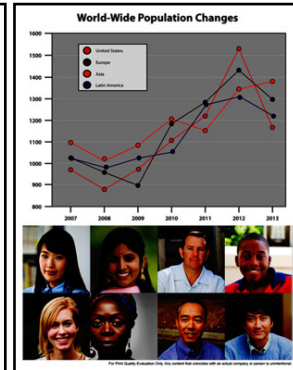 World-Wide Population Changes
1600
1500
1400
1300
1200
1100
1000
900
800
United States
Europe
Asia
Latin America
2007
2008
2009
2010
2011
2012
2013
For Print Quality Evaluation Only. Any content that coincides with an actual company or person is unintentional.